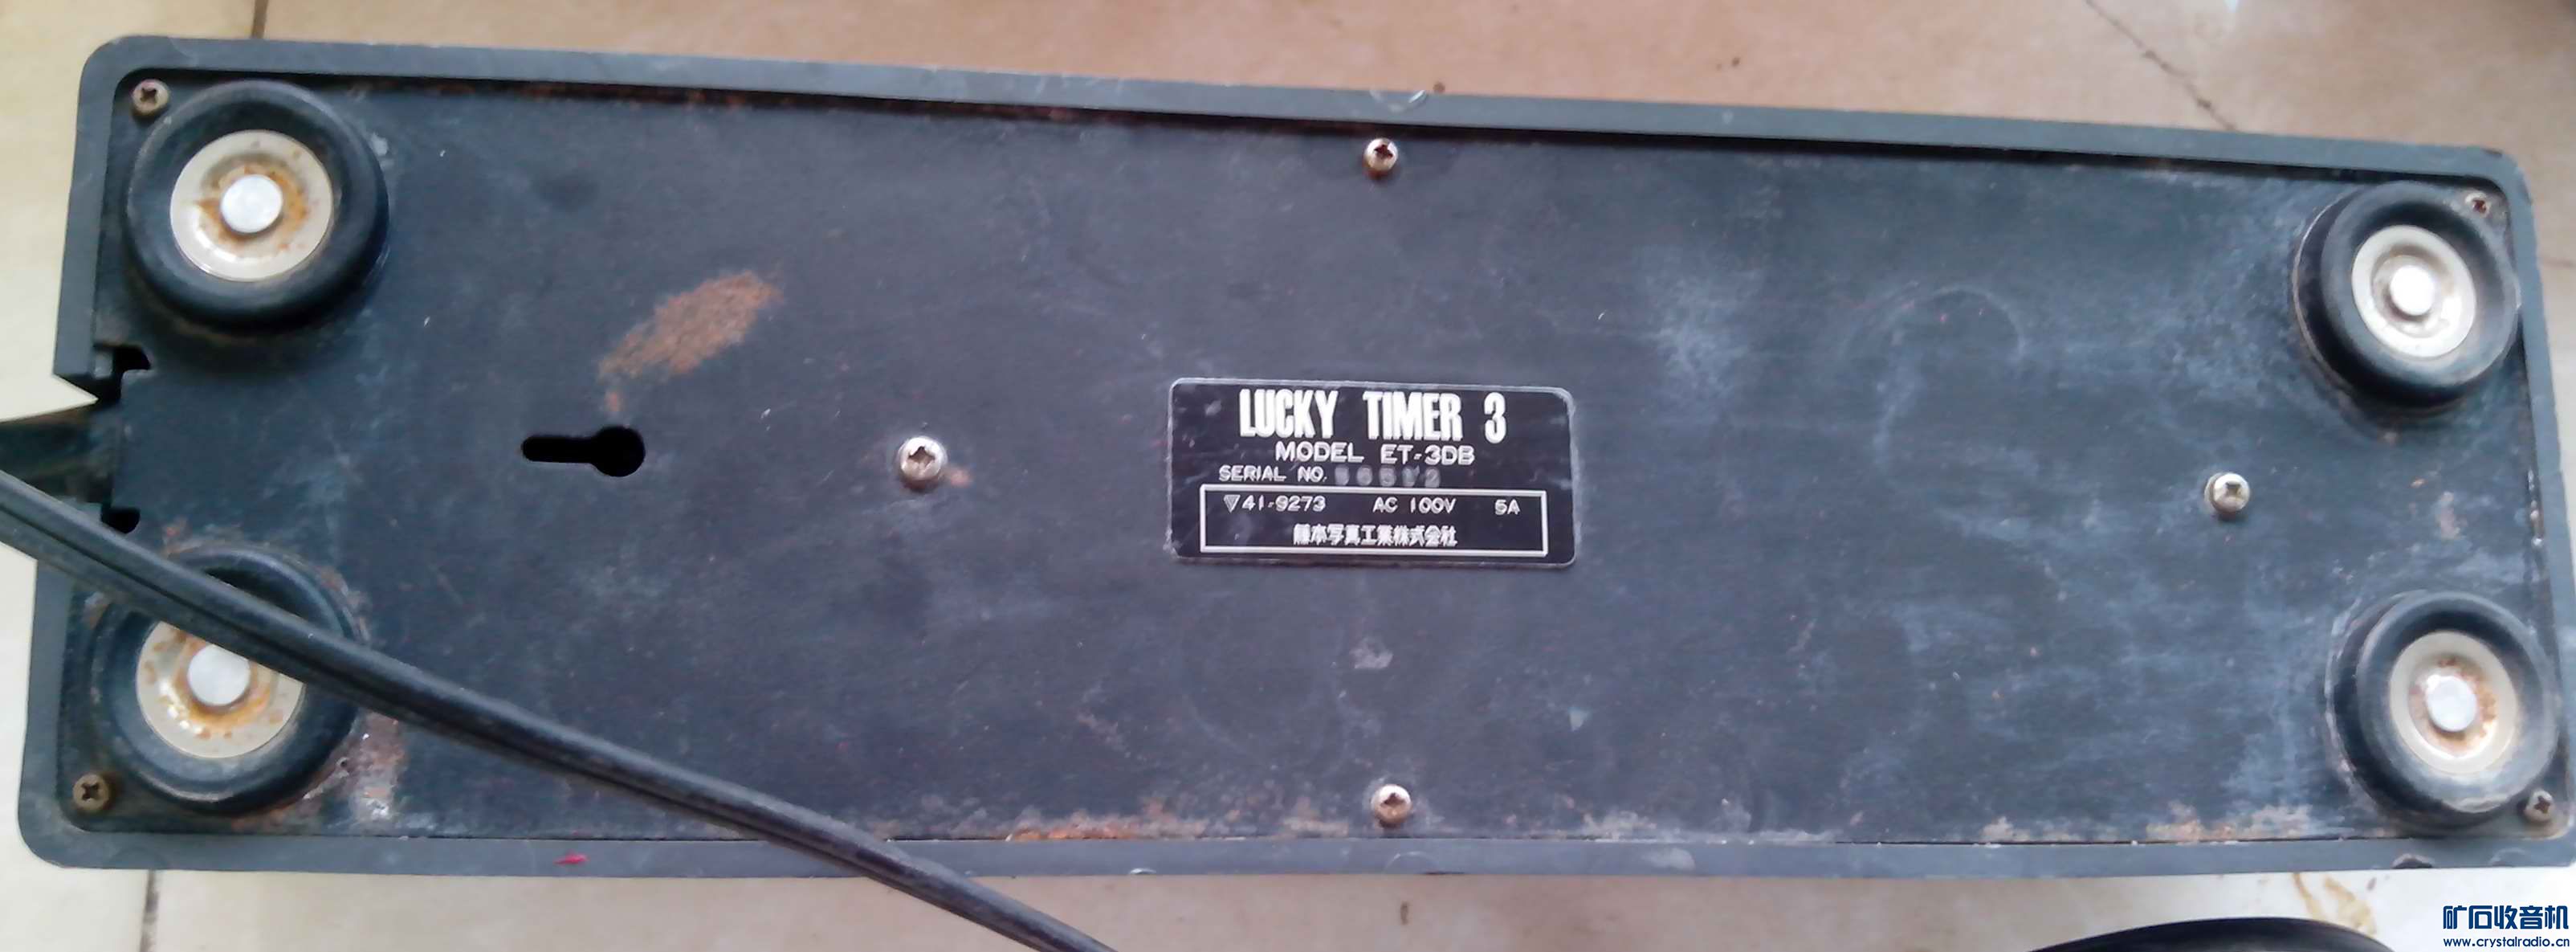 LUCKY TIMER 3
MODEL ET-3DB
SERIAL NO.
▽41-9273 AC 100V 5A
本写真工業株式会社
矿石收音机
www.crystalradio.cn